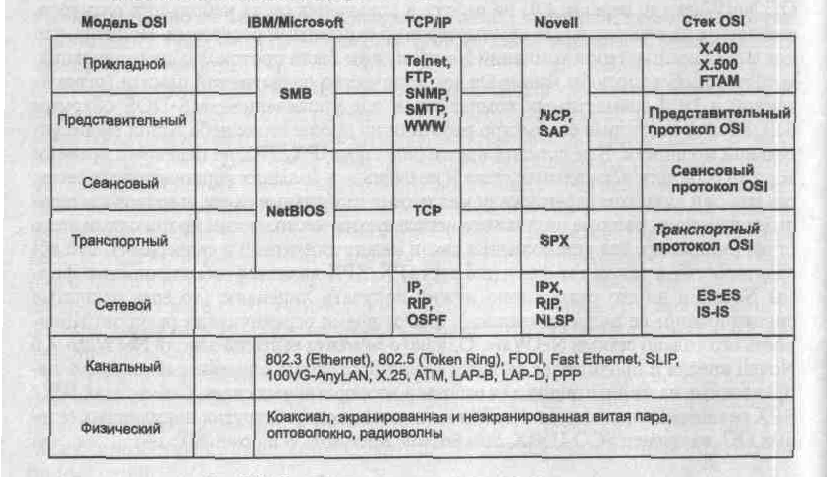 Модель OSI IBM/Microsoft TCP/IP Novell Стек OSI
Прикладной
Telnet,
FTP,
SNMP,
SMTP,
WWW
X.400
X.500
FTAM
SMB
Представительный
NCP,
SAP
Представительный
протокол OSI
Сеансовый
Сеансовый
протокол OSI
NetBIOS
TCP
Транспортный
SPX
Транспортный
протокол OSI
Сетевой
IP,
RIP,
OSPF
IPX,
RIP,
NLSP
ES-ES
IS-IS
Канальный
802.3 (Ethernet), 802.5 (Token Ring), FDDI, Fast Ethernet, SLIP,
100VG-AnyLAN, X.25, ATM, LAP-B, LAP-D, PPP
Физический
Коаксиал, экранированная и неэкранированная витая пара,
оптоволокно, радиоволны